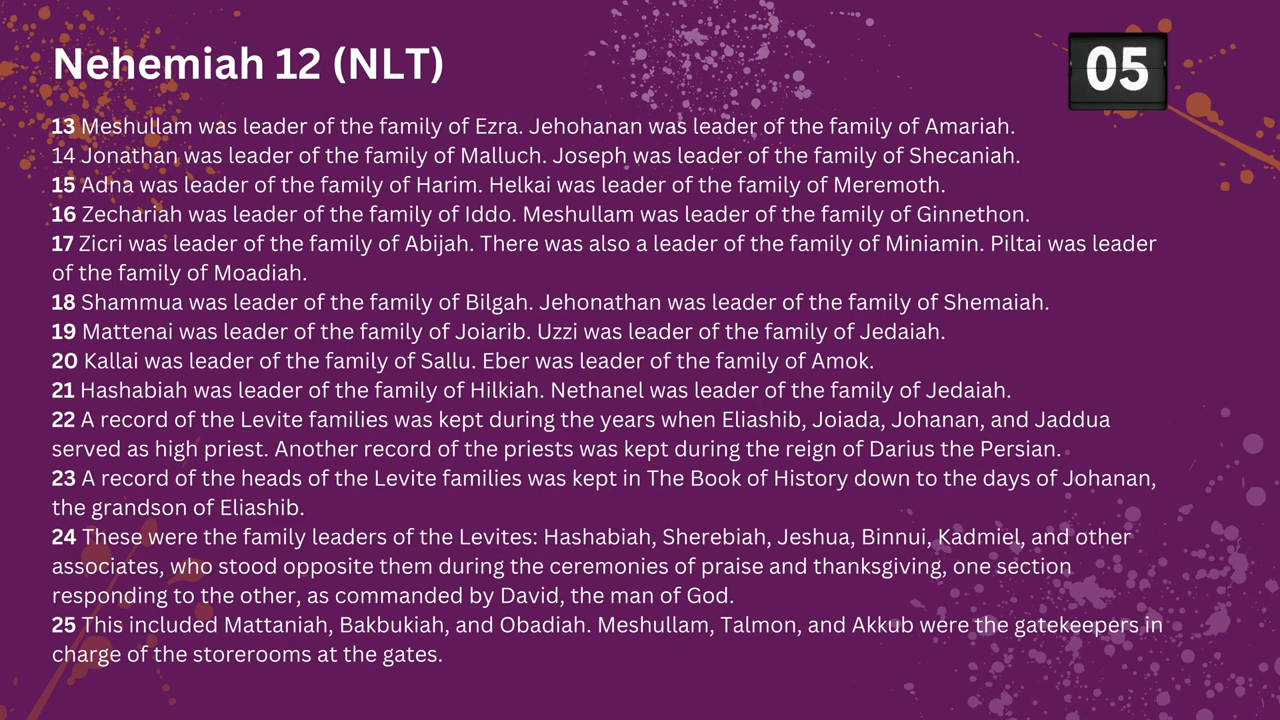 Nehemiah 12 (NLT)
05
13 Meshullam was leader of the family of Ezra. Jehohanan was leader of the family of Amariah.
14 Jonathan was leader of the family of Malluch. Joseph was leader of the family of Shecaniah.
15 Adna was leader of the family of Harim. Helkai was leader of the family of Meremoth.
16 Zechariah was leader of the family of Iddo. Meshullam was leader of the family of Ginnethon.
17 Zicri was leader of the family of Abijah. There was also a leader of the family of Miniamin. Piltai was leader
of the family of Moadiah.
18 Shammua was leader of the family of Bilgah. Jehonathan was leader of the family of Shemaiah.
19 Mattenai was leader of the family of Joiarib. Uzzi was leader of the family of Jedaiah.
20 Kallai was leader of the family of Sallu. Eber was leader of the family of Amok.
21 Hashabiah was leader of the family of Hilkiah. Nethanel was leader of the family of Jedaiah.
22 A record of the Levite families was kept during the years when Eliashib, Joiada, Johanan, and Jaddua
served as high priest. Another record of the priests was kept during the reign of Darius the Persian.
23 A record of the heads of the Levite families was kept in The Book of History down to the days of Johanan,
the grandson of Eliashib.
24 These were the family leaders of the Levites: Hashabiah, Sherebiah, Jeshua, Binnui, Kadmiel, and other
associates, who stood opposite them during the ceremonies of praise and thanksgiving, one section
responding to the other, as commanded by David, the man of God.
25 This included Mattaniah, Bakbukiah, and Obadiah. Meshullam, Talmon, and Akkub were the gatekeepers in
charge of the storerooms at the gates.